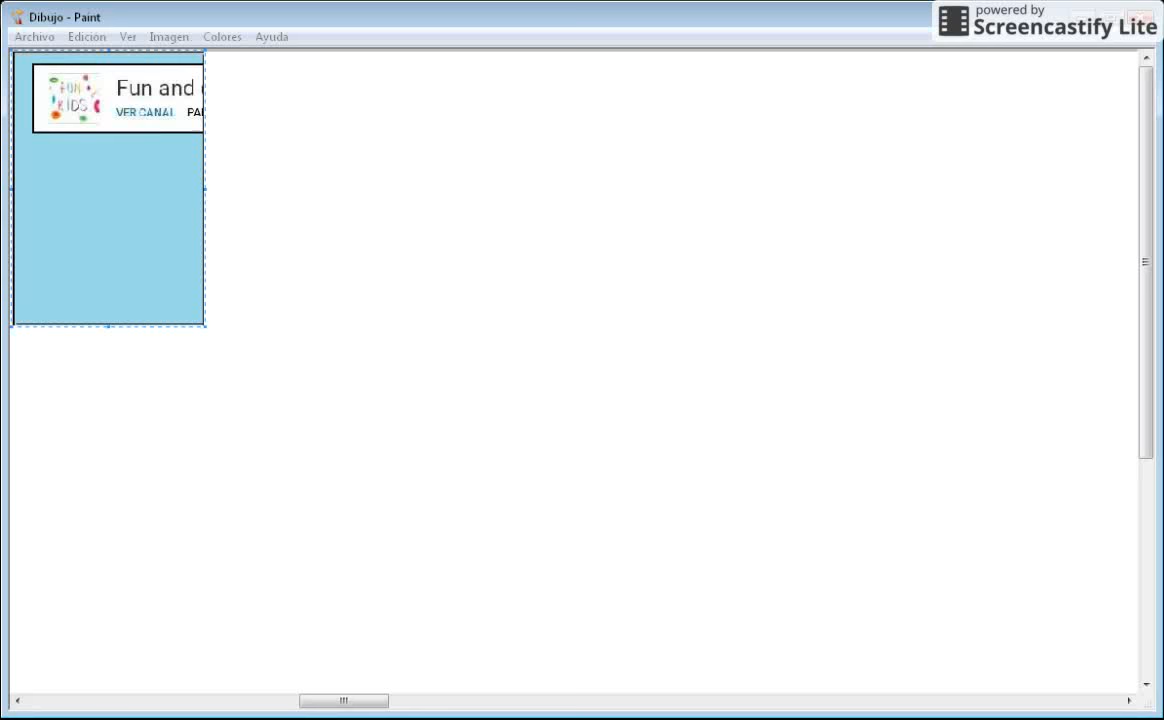 Dibujo - Paint
powered by
Screencastify Lite
Archivo Edición Ver Imagen Colores Ayuda
FUN
KIDS
Fun and
VER CANAL